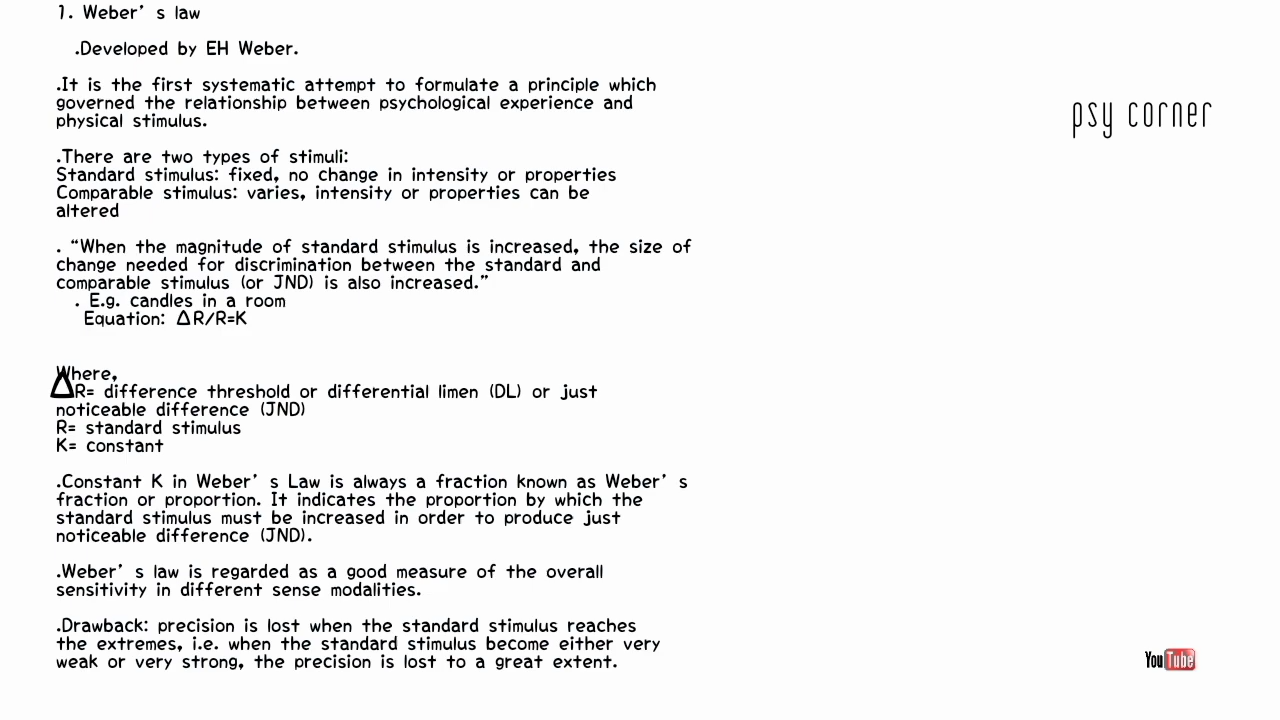 1. Weber's law
.Developed by EH Weber.
.It is the first systematic attempt to formulate a principle which
governed the relationship between psychological experience and
physical stimulus.
psy corner
.There are two types of stimuli:
Standard stimulus: fixed, no change in intensity or properties
Comparable stimulus: varies, intensity or properties can be
altered
. “When the magnitude of standard stimulus is increased, the size of
change needed for discrimination between the standard and
comparable stimulus (or JND) is also increased.”
. E.g. candles in a room
Equation: ΔR/R=K
Where,
ΔR= difference threshold or differential limen (DL) or just
noticeable difference (JND)
R= standard stimulus
K= constant
.Constant K in Weber's Law is always a fraction known as Weber's
fraction or proportion. It indicates the proportion by which the
standard stimulus must be increased in order to produce just
noticeable difference (JND).
.Weber's law is regarded as a good measure of the overall
sensitivity in different sense modalities.
.Drawback: precision is lost when the standard stimulus reaches
the extremes, i.e. when the standard stimulus become either very
weak or very strong, the precision is lost to a great extent.
YouTube